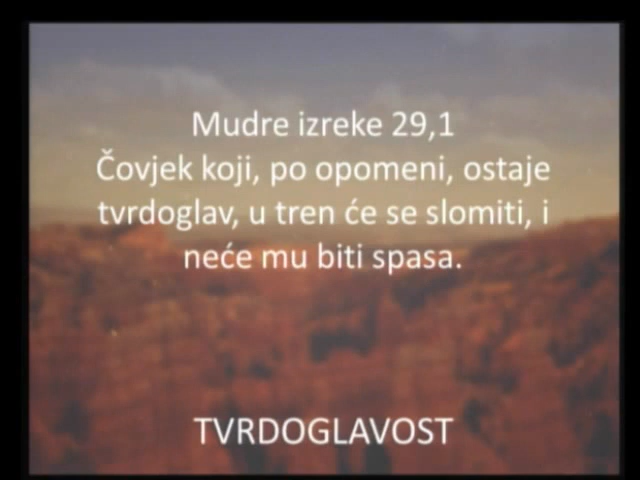 Mudre izreke 29,1
Čovjek koji, po opomeni, ostaje
tvrdoglav, u tren će se slomiti, i
neće mu biti spasa.
TVRDOGLAVOST